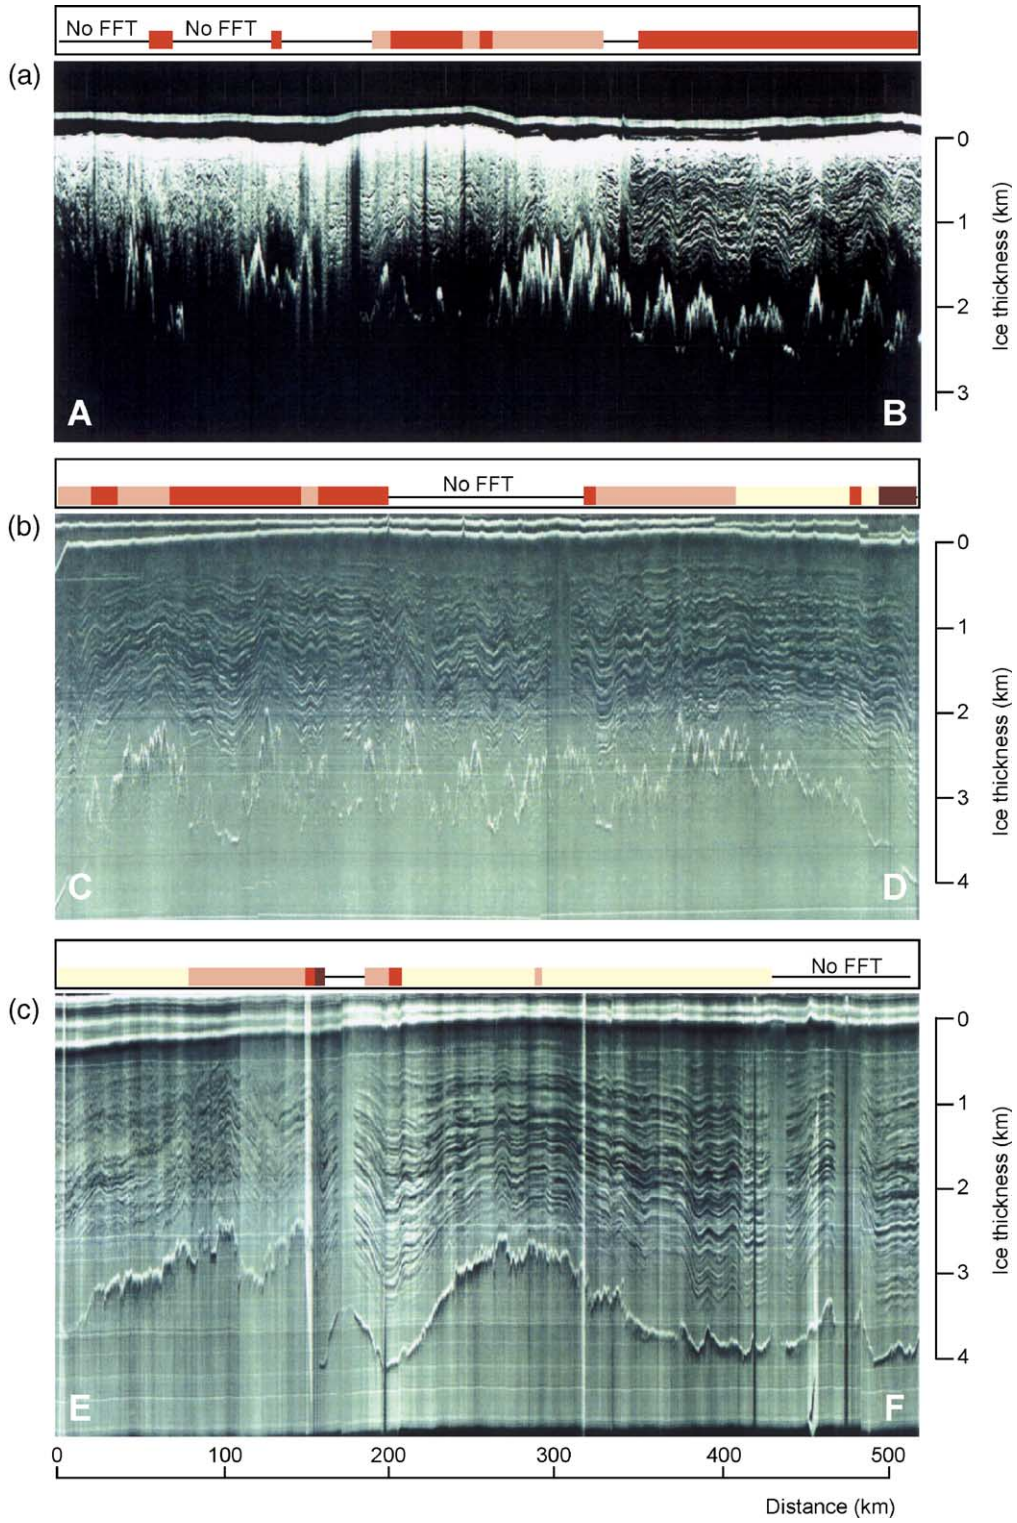 No FFT No FFT
(a)
0
1
2
3
Ice thickness (km)
A B
No FFT
(b)
0
1
2
3
4
Ice thickness (km)
C D
No FFT
(c)
0
1
2
3
4
Ice thickness (km)
E F
0 100 200 300 400 500
Distance (km)